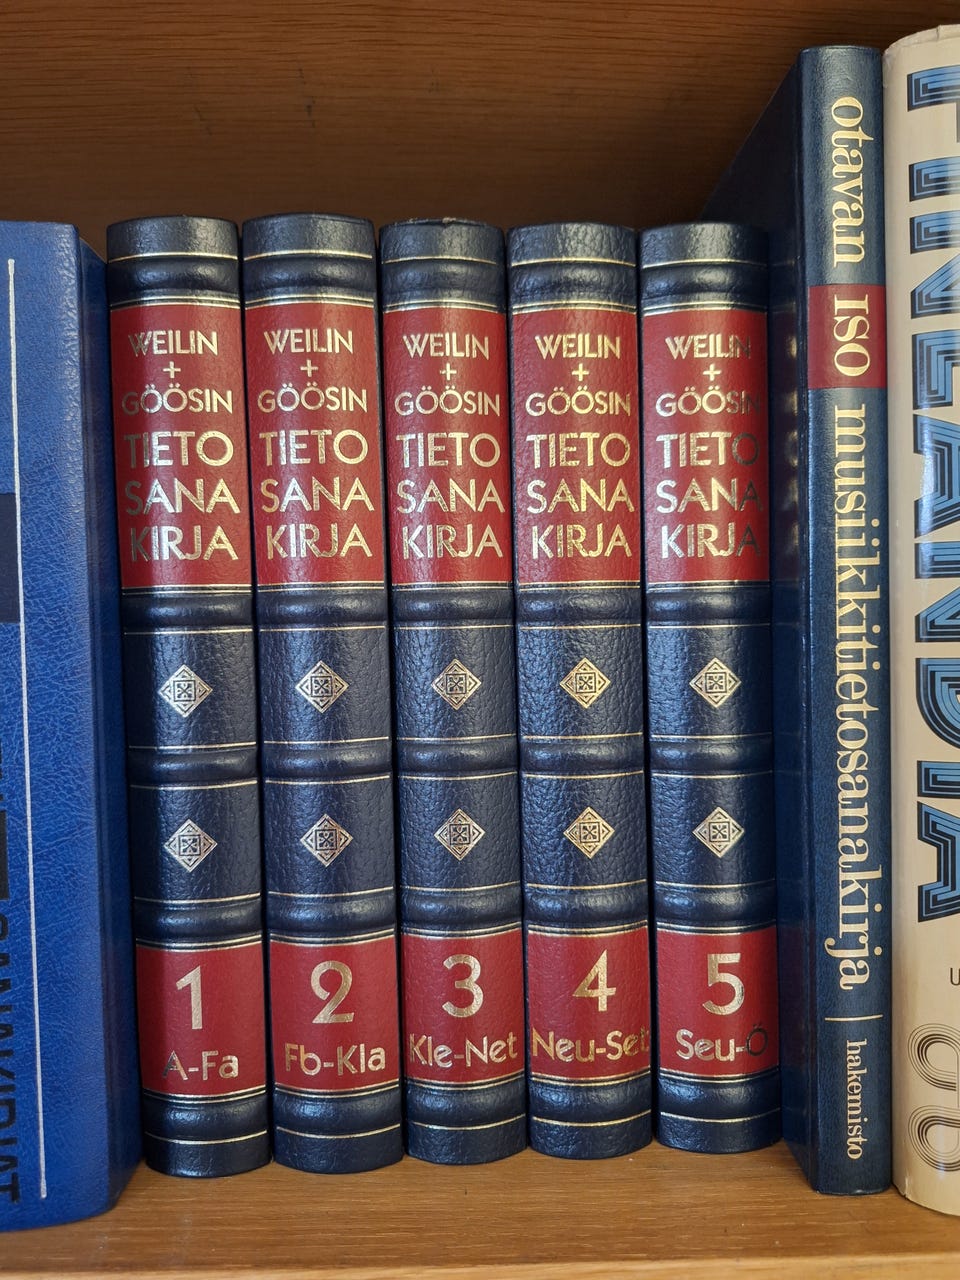 WEILIN
+
GÖÖSIN
TIETO
SANA
KIRJA
1
A-Fa
WEILIN
+
GÖÖSIN
TIETO
SANA
KIRJA
2
Fb-Kla
WEILIN
+
GÖÖSIN
TIETO
SANA
KIRJA
3
Kle-Net
WEILIN
+
GÖÖSIN
TIETO
SANA
KIRJA
4
Neu-Set
WEILIN
+
GÖÖSIN
TIETO
SANA
KIRJA
5
Seu-Ö
otavan iso musiikkitietosanakirja
hakemisto
FINLANDIA